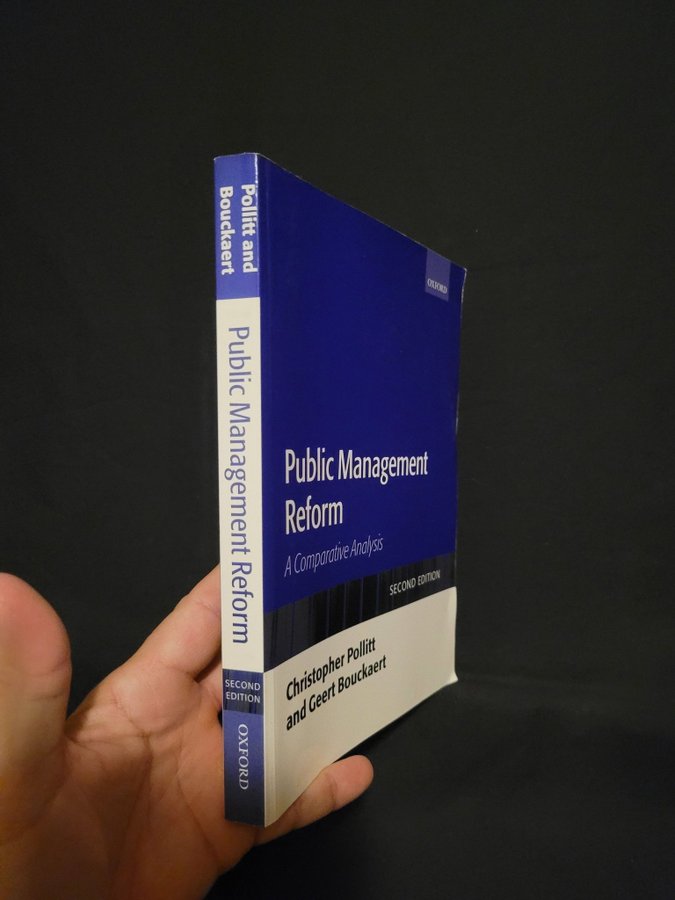 Pollitt and
Bouckaert
Public Management Reform
SECOND
EDITION
OXFORD
OXFORD
Public Management
Reform
A Comparative Analysis
SECOND EDITION
Christopher Pollitt
and Geert Bouckaert